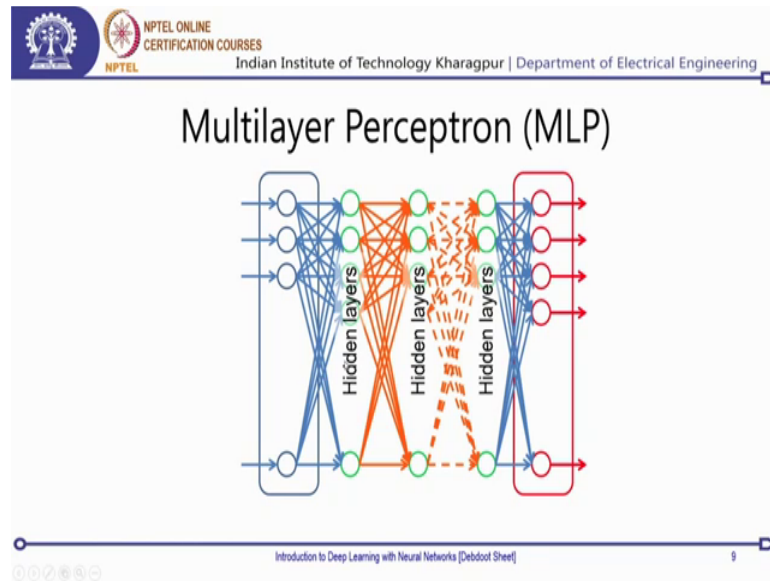 NPTEL ONLINE
CERTIFICATION COURSES
NPTEL
Indian Institute of Technology Kharagpur | Department of Electrical Engineering
Multilayer Perceptron (MLP)
Hidden layers
Hidden layers
Hidden layers
Introduction to Deep Learning with Neural Networks [Debdoot Sheet]
9